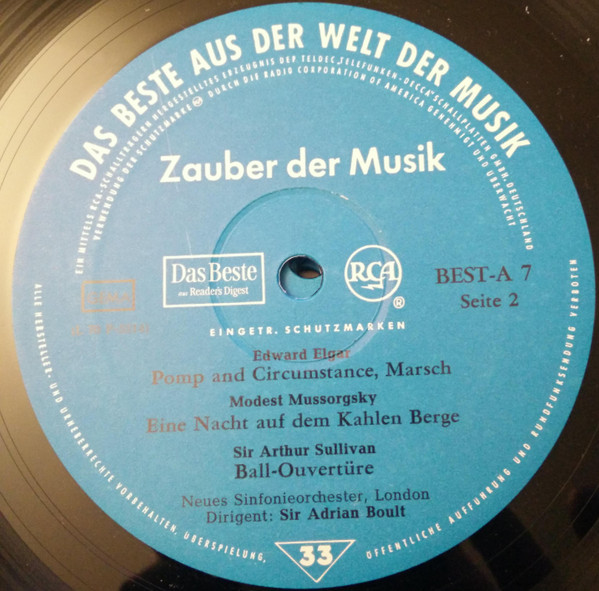 DAS BESTE AUS DER WELT DER MUSIK
EIN MITTELS RCA-SCHALLTRÄGERN HERGESTELLTES ERZEUGNIS DER TELDEC „TELEFUNKEN-DECCA“ SCHALLPLATTEN GMBH, DEUTSCHLAND
VERWENDUNG DER SCHUTZMARKE DURCH DIE RADIO CORPORATION OF AMERICA GENEHMIGT UND ÜBERWACHT
Zauber der Musik
Das Beste
aus Reader's Digest
RCA
®
BEST-A 7
Seite 2
EINGETR. SCHUTZMARKEN
Edward Elgar
Pomp and Circumstance, Marsch
Modest Mussorgsky
Eine Nacht auf dem Kahlen Berge
Sir Arthur Sullivan
Ball-Ouvertüre
Neues Sinfonieorchester, London
Dirigent: Sir Adrian Boult
33
ALLE HERSTELLER- UND URHEBERRECHTE VORBEHALTEN. ÜBERSPIELUNG, ÖFFENTLICHE AUFFÜHRUNG UND RUNDFUNKSENDUNG VERBOTEN